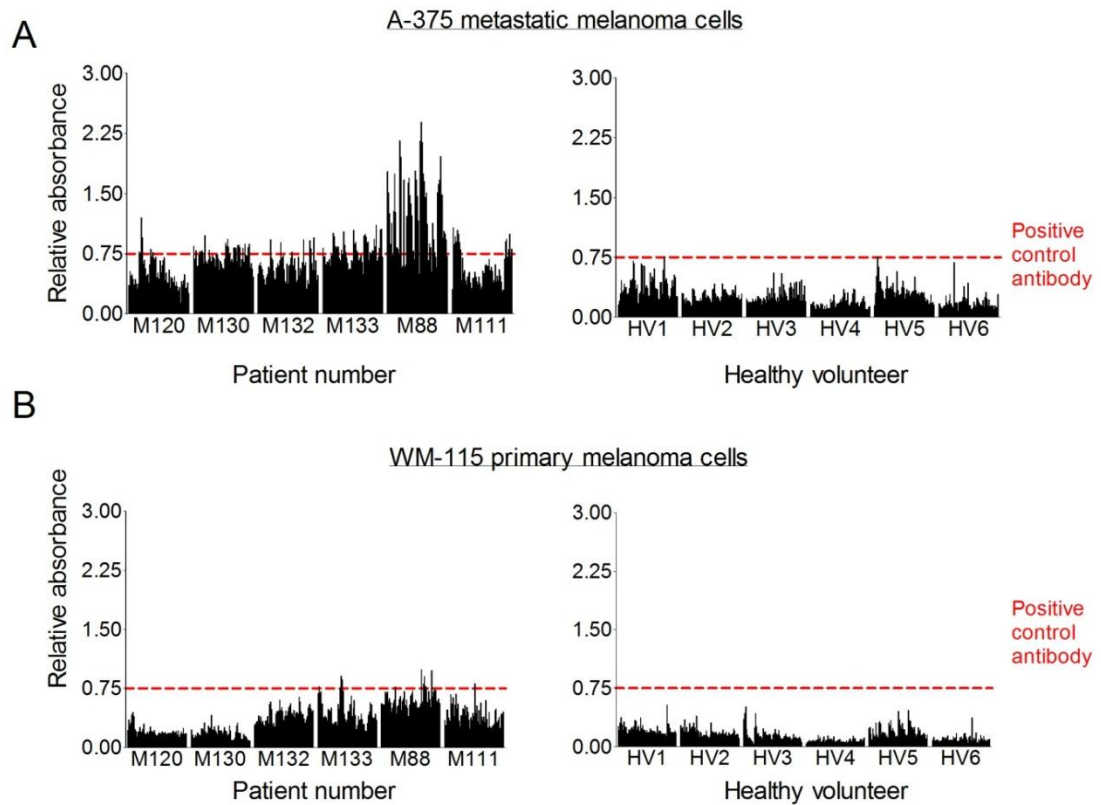 A
A-375 metastatic melanoma cells
Relative absorbance
3.00
2.25
1.50
0.75
0.00
M120 M130 M132 M133 M88 M111
Patient number
3.00
2.25
1.50
0.75
0.00
HV1 HV2 HV3 HV4 HV5 HV6
Healthy volunteer
Positive
control
antibody
B
WM-115 primary melanoma cells
Relative absorbance
3.00
2.25
1.50
0.75
0.00
M120 M130 M132 M133 M88 M111
Patient number
3.00
2.25
1.50
0.75
0.00
HV1 HV2 HV3 HV4 HV5 HV6
Healthy volunteer
Positive
control
antibody